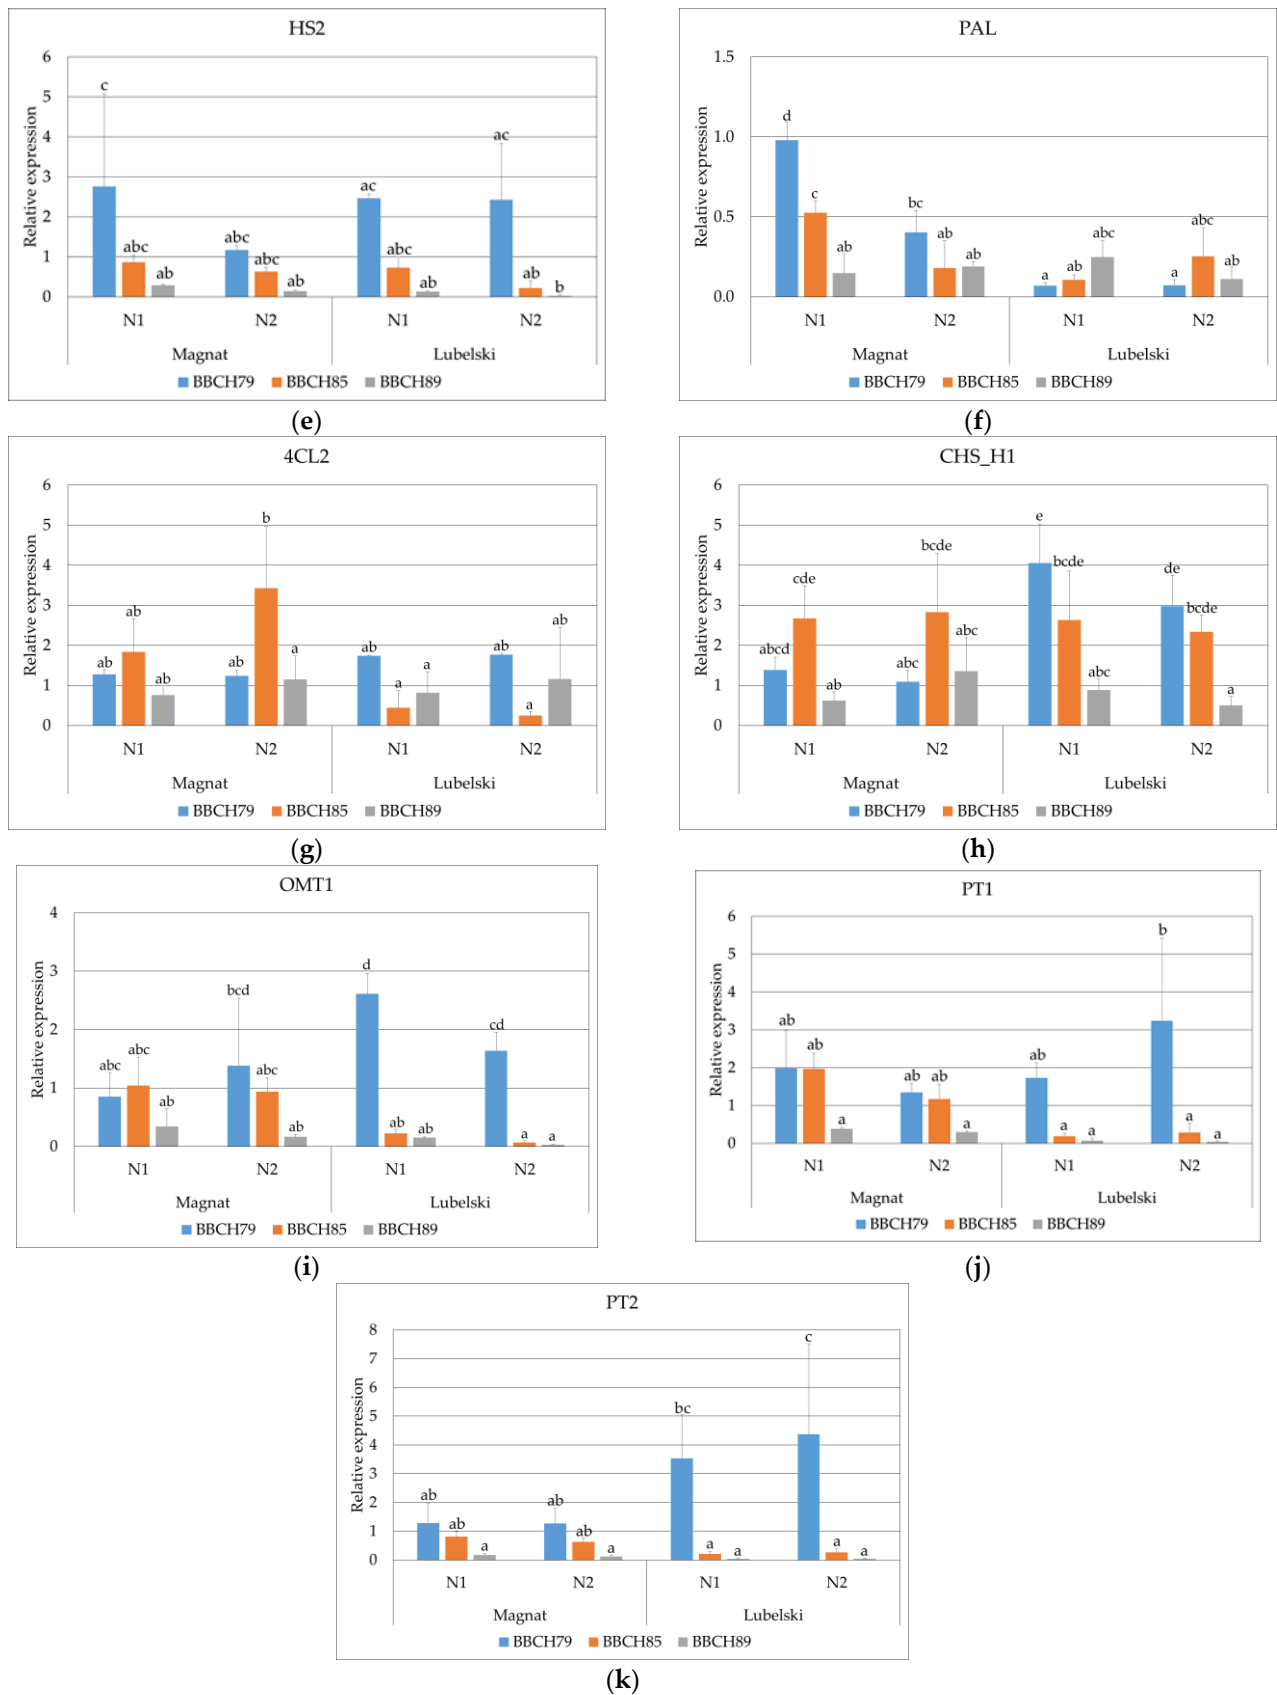 HS2
6
5
4
3
2
1
0
Relative expression
c
abc
ab
abc
abc
ab
ac
abc
ab
ac
ab
b
N1 N2 N1 N2
Magnat Lubelski
BBCH79 BBCH85 BBCH89
(e)
PAL
1.5
1.0
0.5
0.0
Relative expression
d
c
ab
bc
ab
ab
a
ab
abc
a
abc
ab
N1 N2 N1 N2
Magnat Lubelski
BBCH79 BBCH85 BBCH89
(f)
4CL2
6
5
4
3
2
1
0
Relative expression
ab
ab
ab
ab
b
a
ab
a
a
ab
a
ab
N1 N2 N1 N2
Magnat Lubelski
BBCH79 BBCH85 BBCH89
(g)
CHS_H1
6
5
4
3
2
1
0
Relative expression
abcd
cde
ab
abc
bcde
abc
e
bcde
abc
de
bcde
a
N1 N2 N1 N2
Magnat Lubelski
BBCH79 BBCH85 BBCH89
(h)
OMT1
4
3
2
1
0
Relative expression
abc
abc
ab
bcd
abc
ab
d
ab
ab
cd
a
a
N1 N2 N1 N2
Magnat Lubelski
BBCH79 BBCH85 BBCH89
(i)
PT1
6
5
4
3
2
1
0
Relative expression
ab
ab
a
ab
ab
a
ab
a
a
b
a
a
N1 N2 N1 N2
Magnat Lubelski
BBCH79 BBCH85 BBCH89
(j)
PT2
8
7
6
5
4
3
2
1
0
Relative expression
ab
ab
a
ab
ab
a
bc
a
a
c
a
a
N1 N2 N1 N2
Magnat Lubelski
BBCH79 BBCH85 BBCH89
(k)